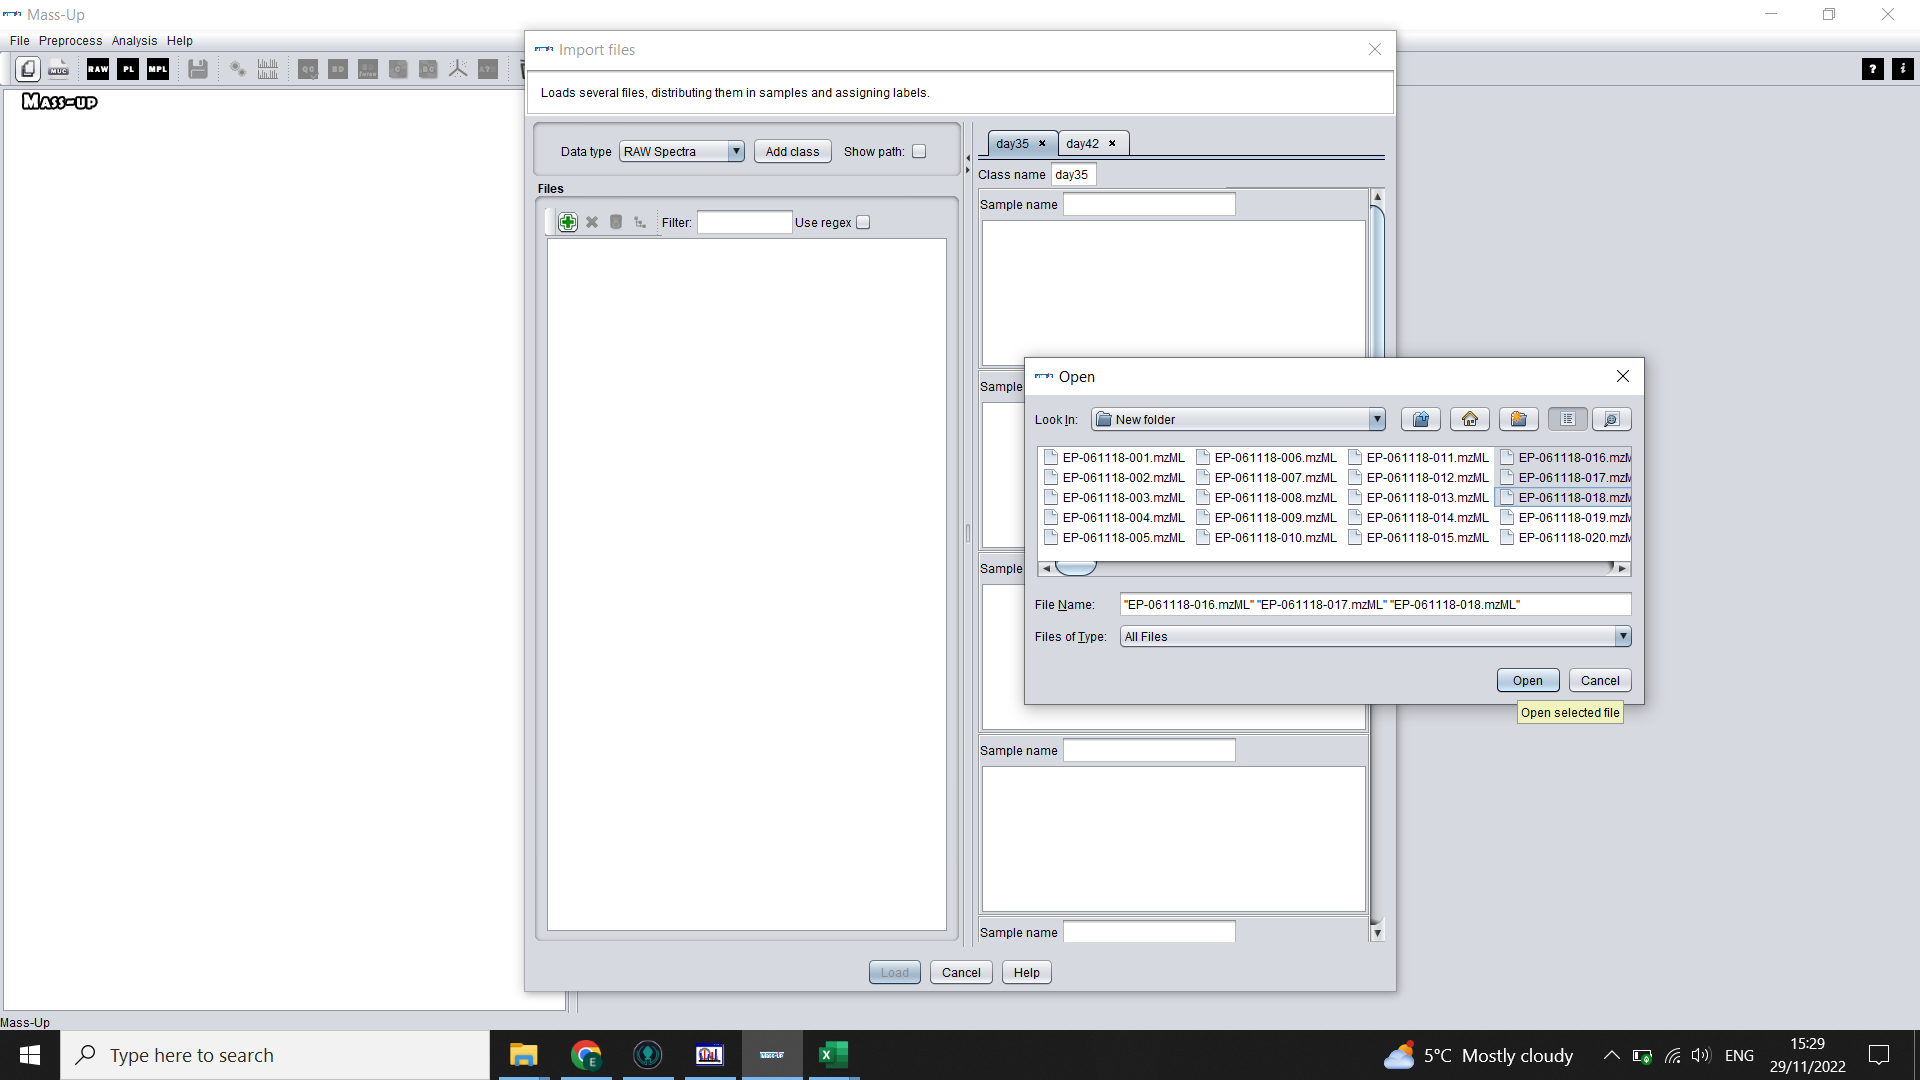 Mass-Up
File Preprocess Analysis Help
MUC RAW PL MPL
Mass-up
Import files
Loads several files, distributing them in samples and assigning labels.
Data type RAW Spectra Add class Show path:
Files
Filter: Use regex
day35 day42
Class name day35
Sample name
Sample
Sample
Sample name
Sample name
Open
Look In: New folder
EP-061118-001.mzML EP-061118-006.mzML EP-061118-011.mzML EP-061118-016.mzM
EP-061118-002.mzML EP-061118-007.mzML EP-061118-012.mzML EP-061118-017.mzM
EP-061118-003.mzML EP-061118-008.mzML EP-061118-013.mzML EP-061118-018.mzM
EP-061118-004.mzML EP-061118-009.mzML EP-061118-014.mzML EP-061118-019.mzM
EP-061118-005.mzML EP-061118-010.mzML EP-061118-015.mzML EP-061118-020.mzM
File Name: "EP-061118-016.mzML" "EP-061118-017.mzML" "EP-061118-018.mzML"
Files of Type: All Files
Open Cancel
Open selected file
Load Cancel Help
Mass-Up
Type here to search
5°C Mostly cloudy
ENG
15:29
29/11/2022